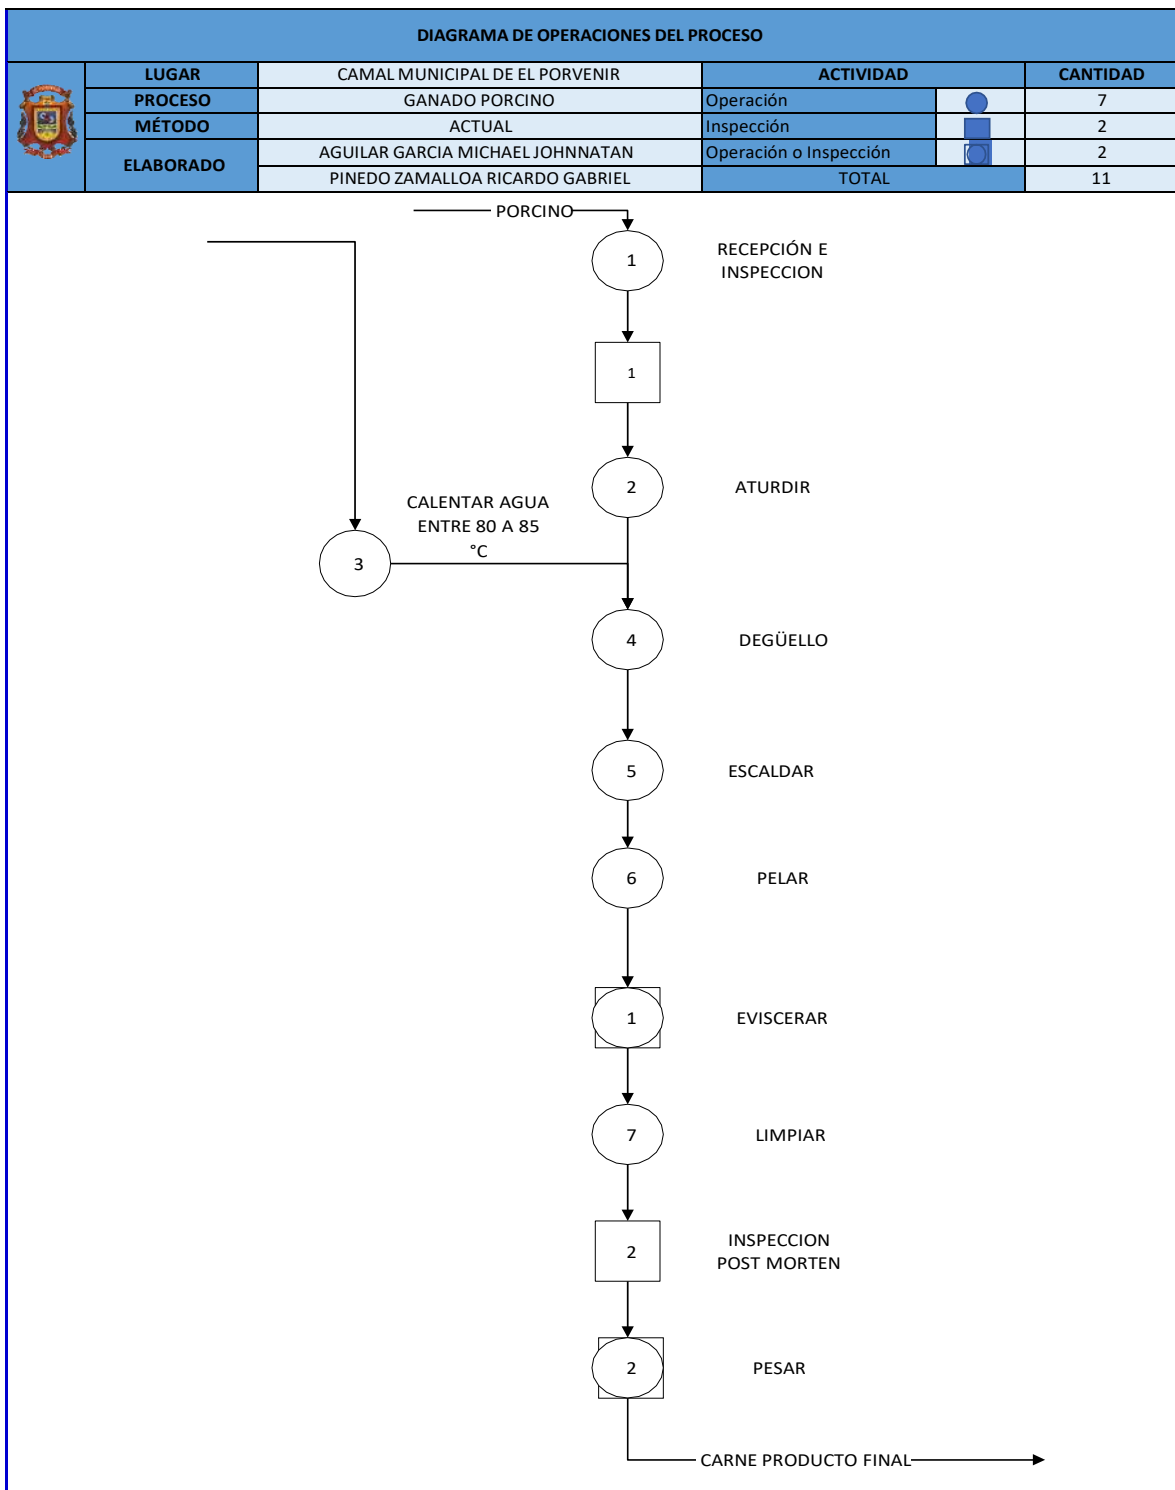 DIAGRAMA DE OPERACIONES DEL PROCESO
LUGAR CAMAL MUNICIPAL DE EL PORVENIR ACTIVIDAD CANTIDAD
PROCESO GANADO PORCINO Operación 7
MÉTODO ACTUAL Inspección 2
ELABORADO AGUILAR GARCIA MICHAEL JOHNNATAN Operación o Inspección 2
PINEDO ZAMALLOA RICARDO GABRIEL TOTAL 11
PORCINO
1 RECEPCIÓN E
INSPECCION
1
2 ATURDIR
CALENTAR AGUA
ENTRE 80 A 85
°C
3
4 DEGÜELLO
5 ESCALDAR
6 PELAR
1 EVISCERAR
7 LIMPIAR
2 INSPECCION
POST MORTEN
2 PESAR
CARNE PRODUCTO FINAL